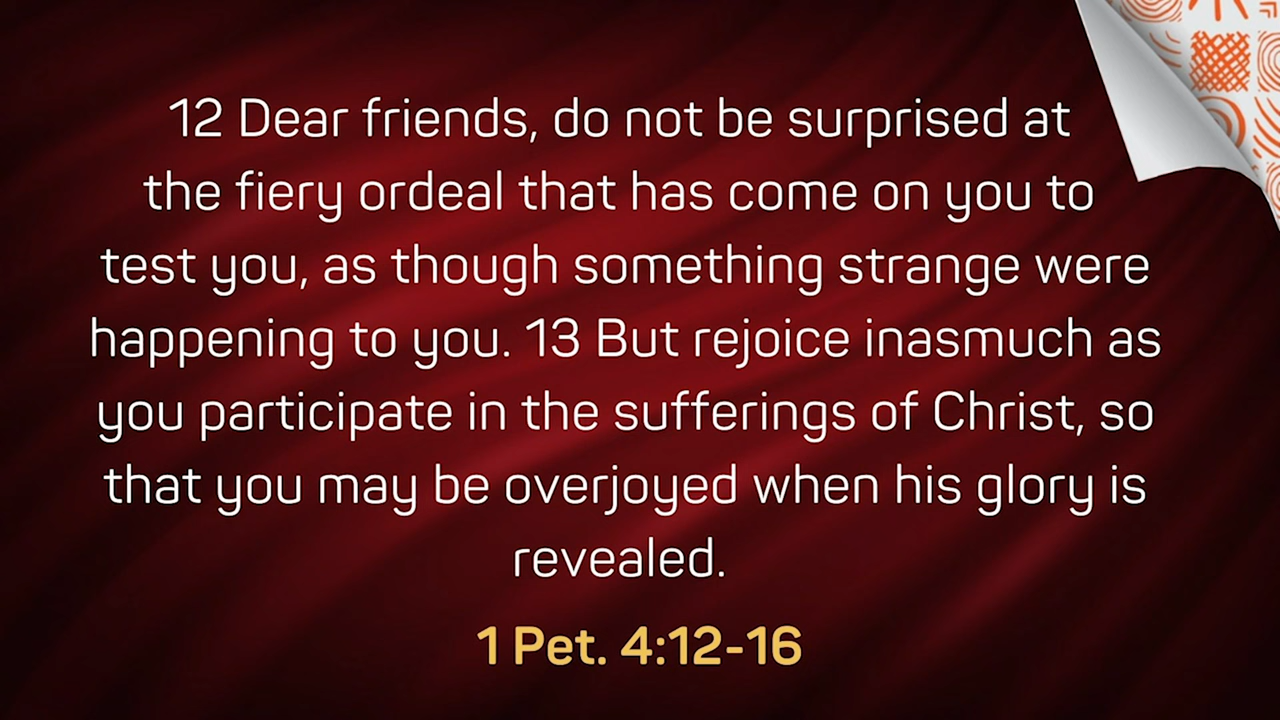 12 Dear friends, do not be surprised at
the fiery ordeal that has come on you to
test you, as though something strange were
happening to you. 13 But rejoice inasmuch as
you participate in the sufferings of Christ, so
that you may be overjoyed when his glory is
revealed.
1 Pet. 4:12-16